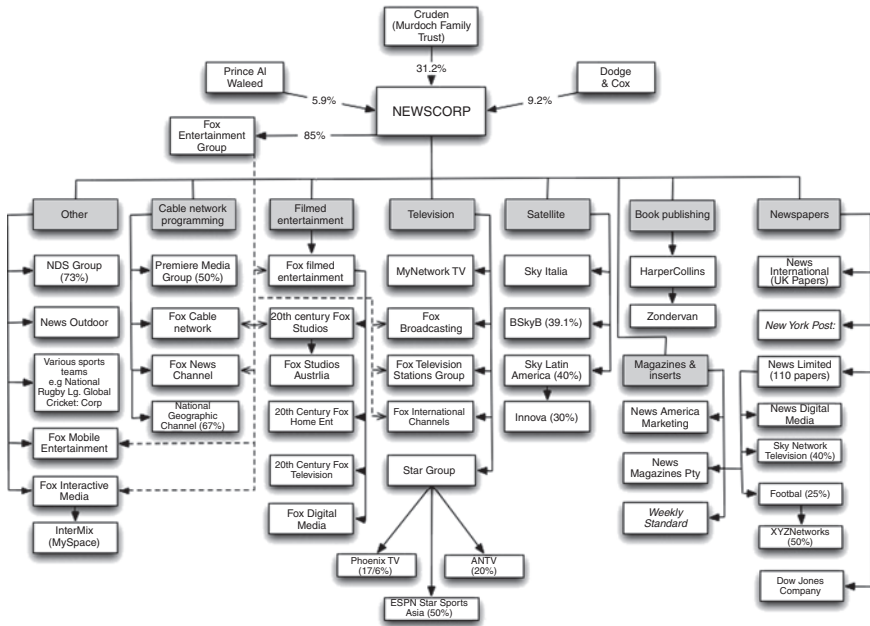 Cruden
(Murdoch Family
Trust)
31.2%
Prince Al
Waleed
5.9%
Dodge
& Cox
9.2%
NEWSCORP
Fox
Entertainment
Group
85%
Other
Cable network
programming
Filmed
entertainment
Television
Satellite
Book publishing
Newspapers
NDS Group
(73%)
News Outdoor
Various sports
teams
e.g National
Rugby Lg. Global
Cricket: Corp
Fox Mobile
Entertainment
Fox Interactive
Media
InterMix
(MySpace)
Premiere Media
Group (50%)
Fox Cable
network
Fox News
Channel
National
Geographic
Channel (67%)
Fox filmed
entertainment
20th century Fox
Studios
Fox Studios
Austrlia
20th Century Fox
Home Ent
20th Century Fox
Television
Fox Digital
Media
MyNetwork TV
Fox
Broadcasting
Fox Television
Stations Group
Fox International
Channels
Star Group
Phoenix TV
(17/6%)
ANTV
(20%)
ESPN Star Sports
Asia (50%)
Sky Italia
BSkyB (39.1%)
Sky Latin
America (40%)
Innova (30%)
HarperCollins
Zondervan
Magazines &
inserts
News America
Marketing
News
Magazines Pty
Weekly
Standard
News
International
(UK Papers)
New York Post:
News Limited
(110 papers)
News Digital
Media
Sky Network
Television (40%)
Footbal (25%)
XYZNetworks
(50%)
Dow Jones
Company